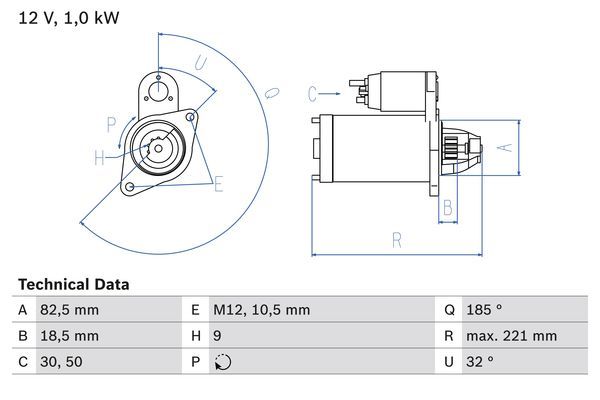 12 V, 1,0 kW
U
Q
P
H
E
C
A
B
R
Technical Data
A 82,5 mm E M12, 10,5 mm Q 185 °
B 18,5 mm H 9 R max. 221 mm
C 30, 50 P U 32 °